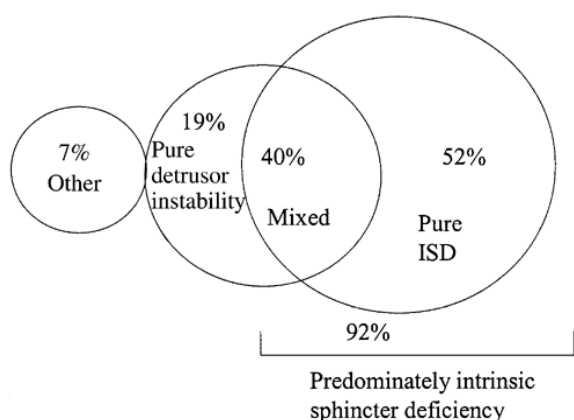 7%
Other
19%
Pure
detrusor
instability
40%
Mixed
52%
Pure
ISD
92%
Predominately intrinsic
sphincter deficiency